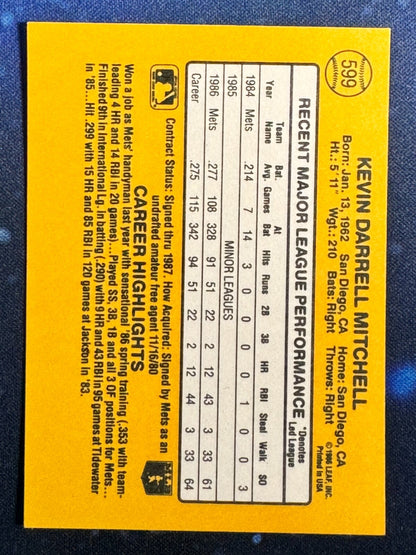 599
KEVIN DARRELL MITCHELL
Born: Jan. 13, 1962 San Diego, CA Home: San Diego, CA
Ht.: 5' 11" Wgt.: 210 Bats: Right Throws: Right
© 1986 LEAF, INC.
Printed in USA
RECENT MAJOR LEAGUE PERFORMANCE
*Denotes
Led League
Year Team Name Bat. Avg. Games At Bat Hits Runs 2B 3B HR RBI Steal Walk SO
1984 Mets .214 7 14 3 0 0 0 0 1 0 0 3
1985 MINOR LEAGUES
1986 Mets .277 108 328 91 51 22 2 12 43 3 33 61
Career .275 115 342 94 51 22 2 12 44 3 33 64
Contract Status: Signed thru 1987. How Acquired: Signed by Mets as an
undrafted amateur free agent 11/16/80
CAREER HIGHLIGHTS
Won a job as Mets' handyman last year with sensational '86 spring training (.353 with team-
leading 4 HR and 14 RBI in 20 games)... Played SS, 3B, 1B and all 3 OF positions for Mets...
Finished 9th in International Lg. in batting (.290) with 9 HR and 43 RBI in 95 games at Tidewater
in '85... Hit .299 with 15 HR and 85 RBI in 120 games at Jackson in '83.